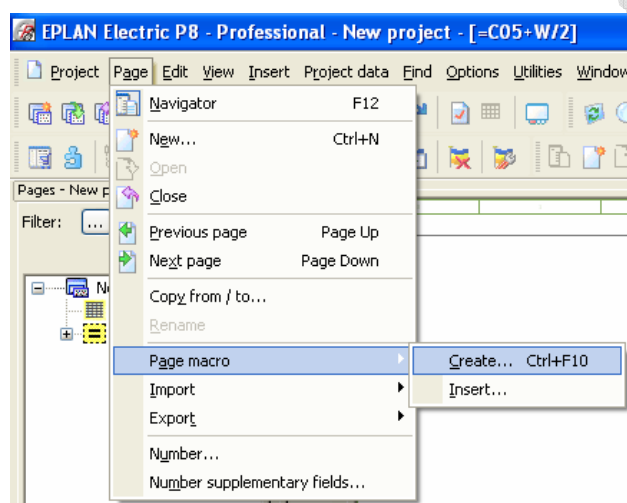 EPLAN Electric P8 - Professional - New project - [=C05+W/2]
Project Page Edit View Insert Project data Find Options Utilities Window
Navigator F12
New... Ctrl+N
Open
Close
Pages - New p
Filter: ...
Previous page Page Up
Next page Page Down
Copy from / to...
Rename
Page macro
Create... Ctrl+F10
Import
Insert...
Export
Number...
Number supplementary fields...